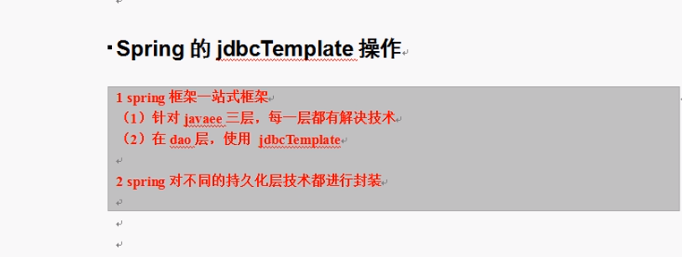 Spring 的 jdbcTemplate 操作
1 spring 框架一站式框架
（1）针对 javaee 三层，每一层都有解决技术
（2）在 dao 层，使用 jdbcTemplate
2 spring 对不同的持久化层技术都进行封装